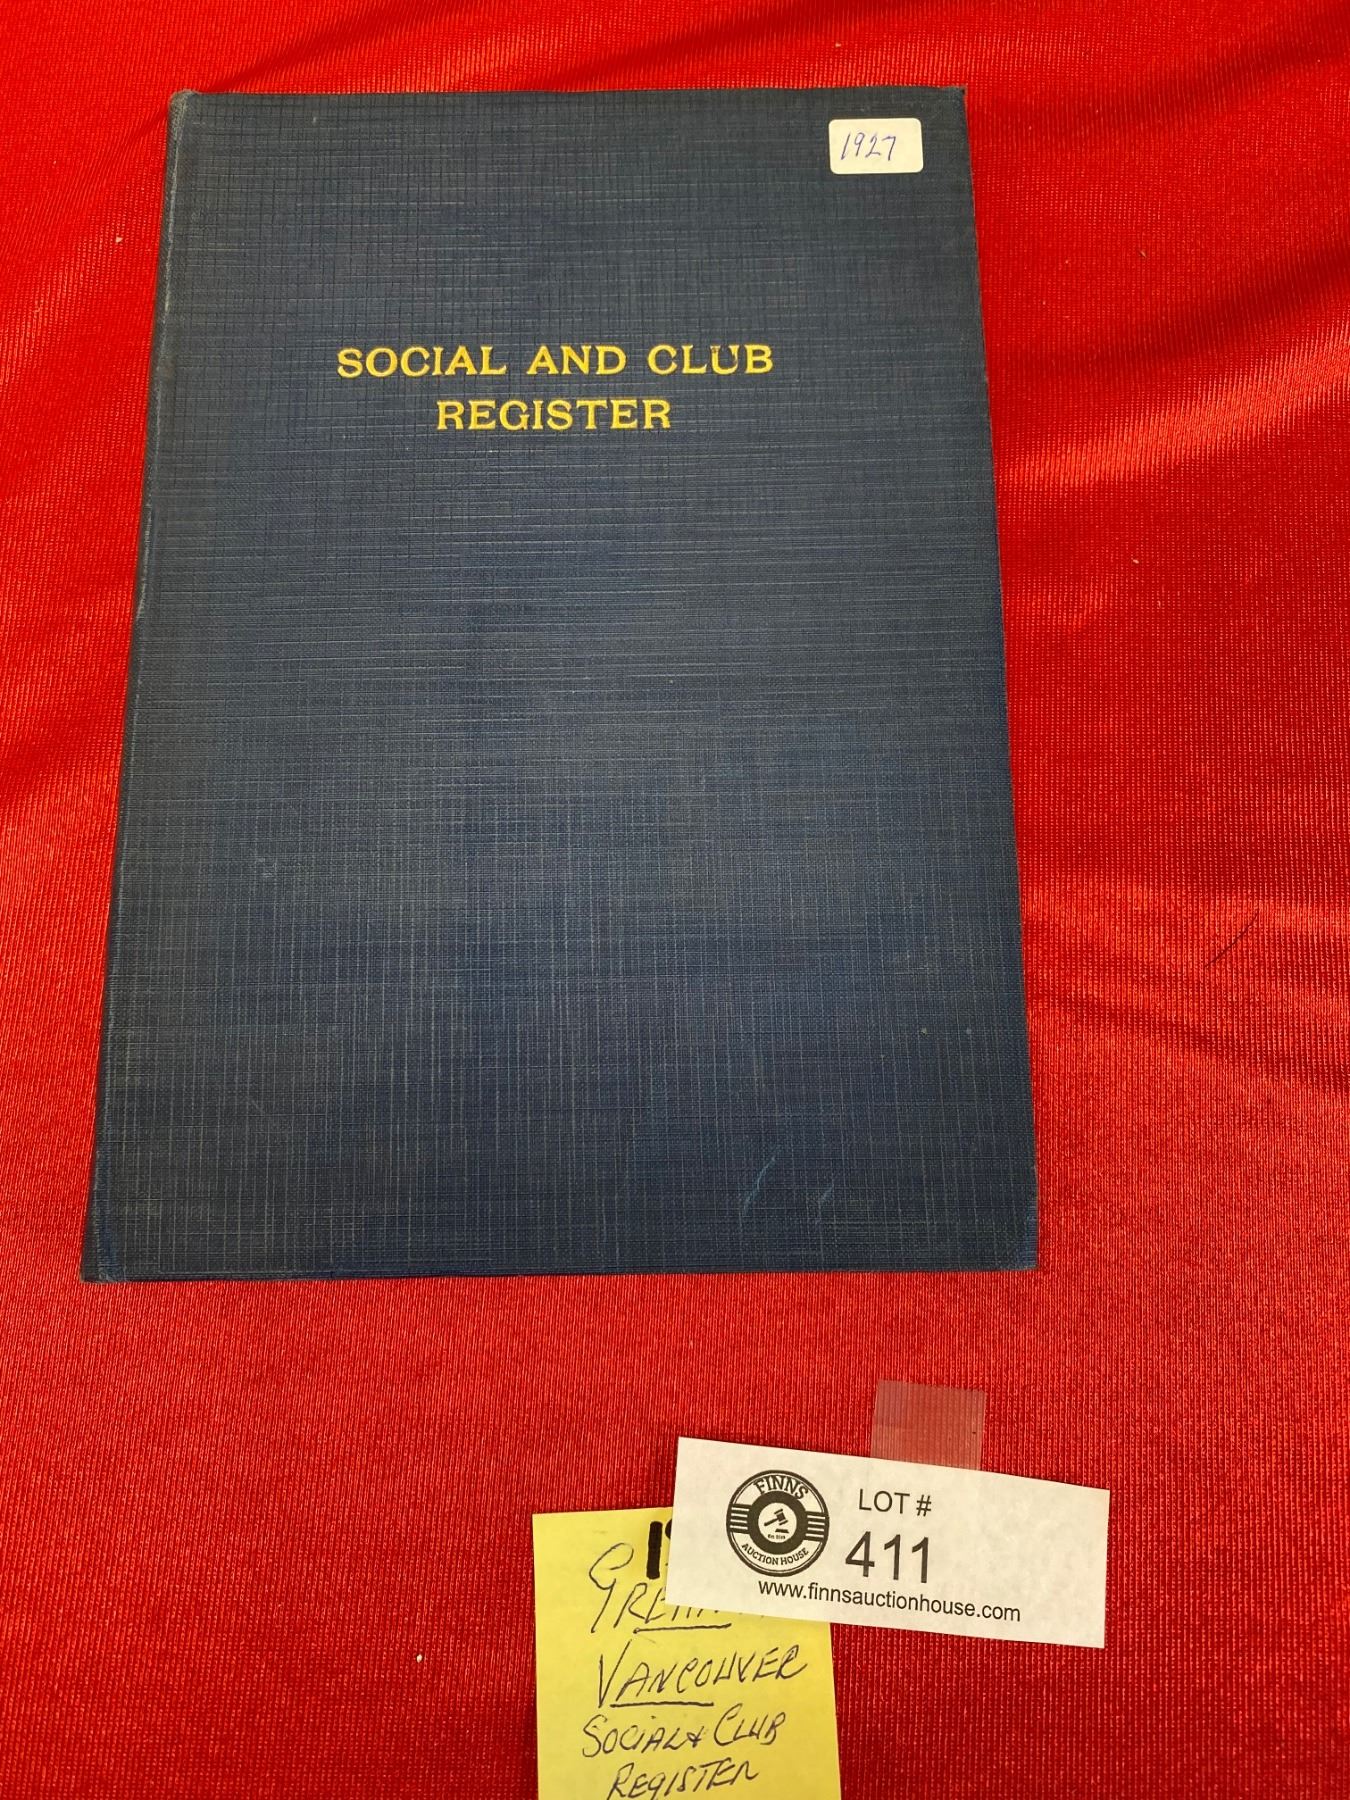 1927
SOCIAL AND CLUB
REGISTER
FINNS
AUCTION HOUSE
LOT #
411
www.finnsauctionhouse.com
VANCOUVER
SOCIAL & CLUB
REGISTER